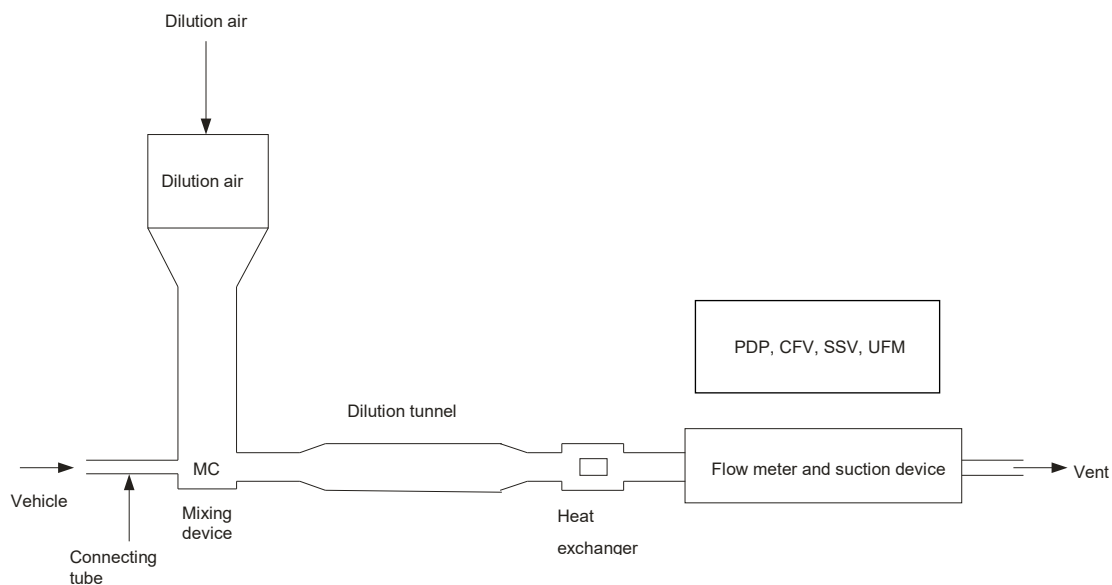 Dilution air
Dilution air
PDP, CFV, SSV, UFM
Dilution tunnel
MC
Flow meter and suction device
Vent
Vehicle
Mixing
device
Heat
exchanger
Connecting
tube